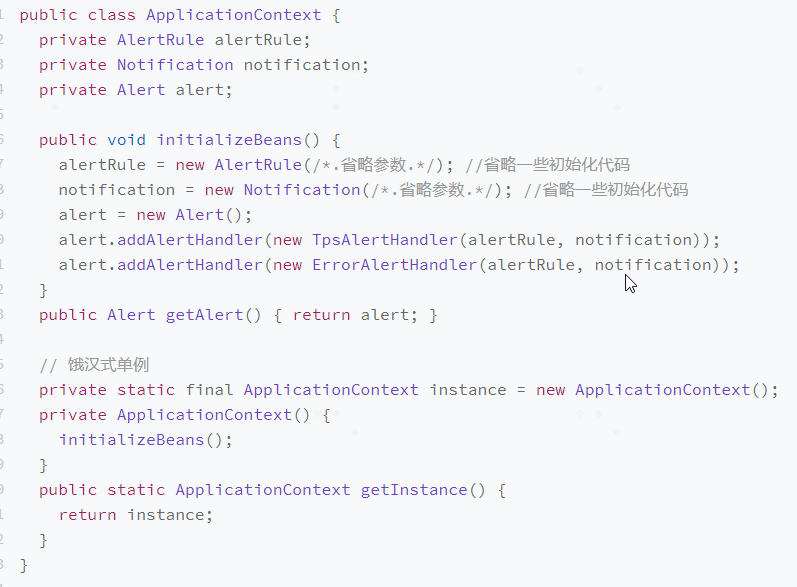 public class ApplicationContext {
private AlertRule alertRule;
private Notification notification;
private Alert alert;
public void initializeBeans() {
alertRule = new AlertRule(/*.省略参数.*/); //省略一些初始化代码
notification = new Notification(/*.省略参数.*/); //省略一些初始化代码
alert = new Alert();
alert.addAlertHandler(new TpsAlertHandler(alertRule, notification));
alert.addAlertHandler(new ErrorAlertHandler(alertRule, notification));
}
public Alert getAlert() { return alert; }
// 饿汉式单例
private static final ApplicationContext instance = new ApplicationContext();
private ApplicationContext() {
initializeBeans();
}
public static ApplicationContext getInstance() {
return instance;
}
}